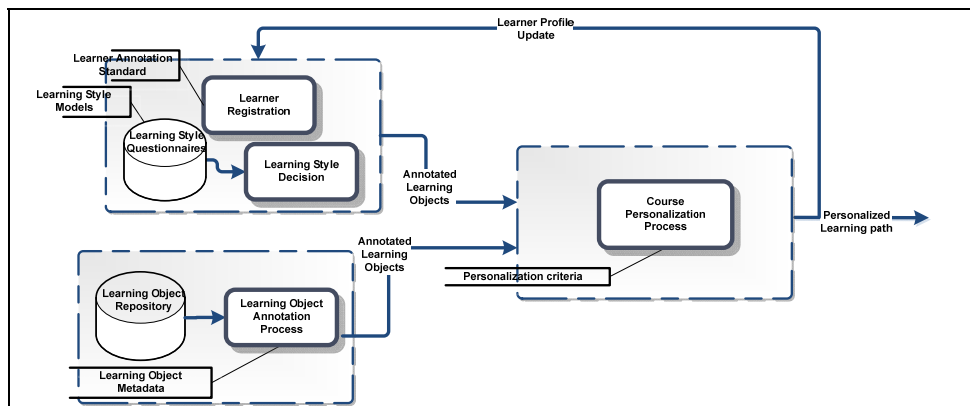 Learner Profile
Update
Learner Annotation
Standard
Learner
Registration
Learning Style
Models
Learning Style
Questionnaires
Learning Style
Decision
Annotated
Learning
Objects
Course
Personalization
Process
Personalized
Learning path
Personalization criteria
Annotated
Learning
Objects
Learning Object
Repository
Learning Object
Annotation
Process
Learning Object
Metadata